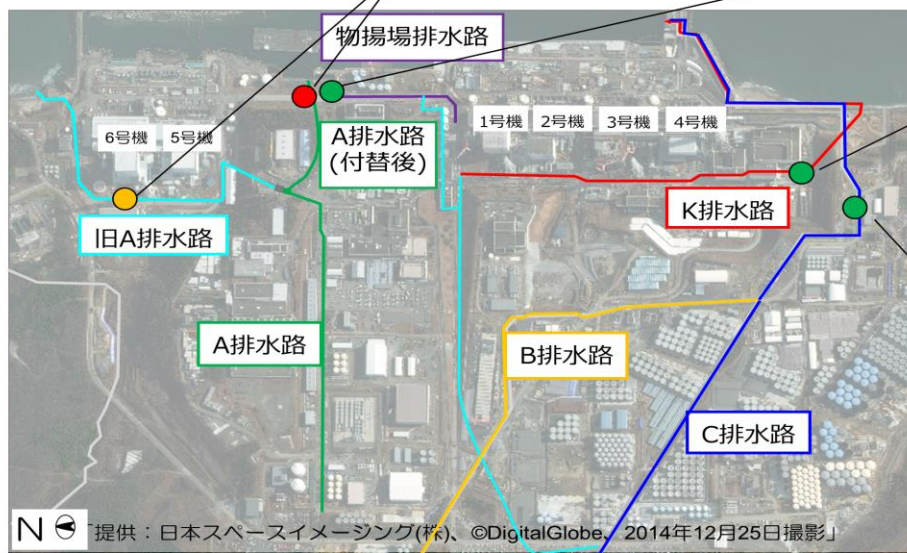 物揚場排水路
6号機
5号機
A排水路
(付替後)
1号機
2号機
3号機
4号機
旧A排水路
K排水路
A排水路
B排水路
C排水路
N
「提供：日本スペースイメージング(株)、©DigitalGlobe、2014年12月25日撮影」